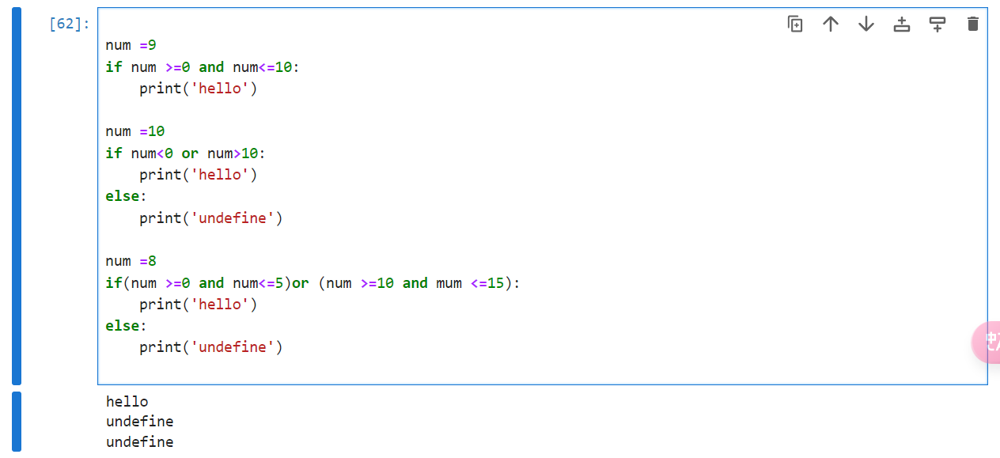 [62]:
num =9
if num >=0 and num<=10:
    print('hello')
num =10
if num<0 or num>10:
    print('hello')
else:
    print('undefine')
num =8
if(num >=0 and num<=5)or (num >=10 and mum <=15):
    print('hello')
else:
    print('undefine')
hello
undefine
undefine